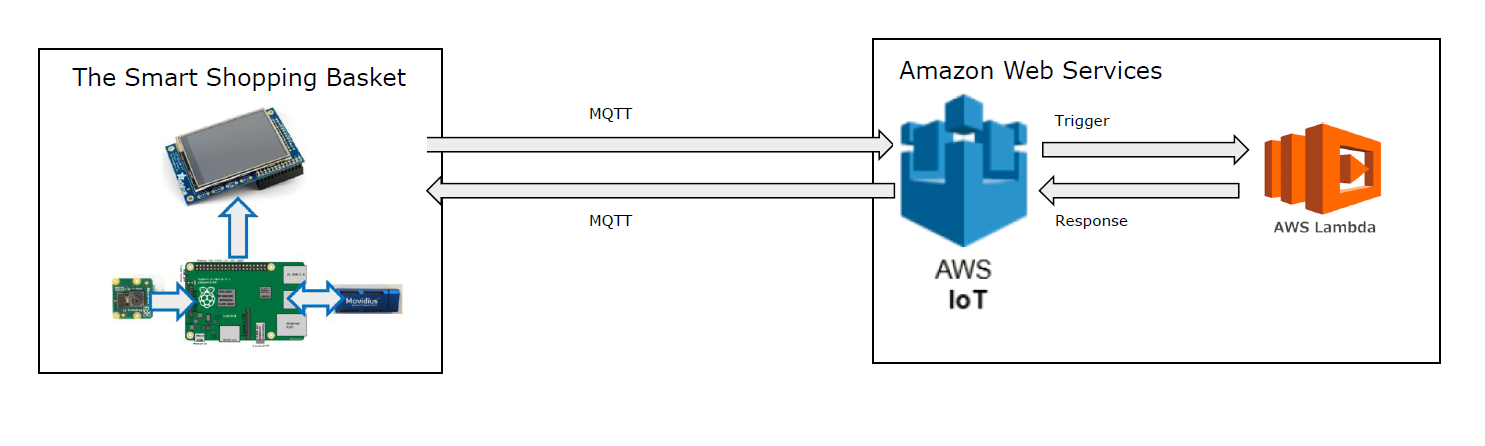 The Smart Shopping Basket
Amazon Web Services
MQTT
Trigger
MQTT
Response
AWS Lambda
AWS
IoT
Movidius